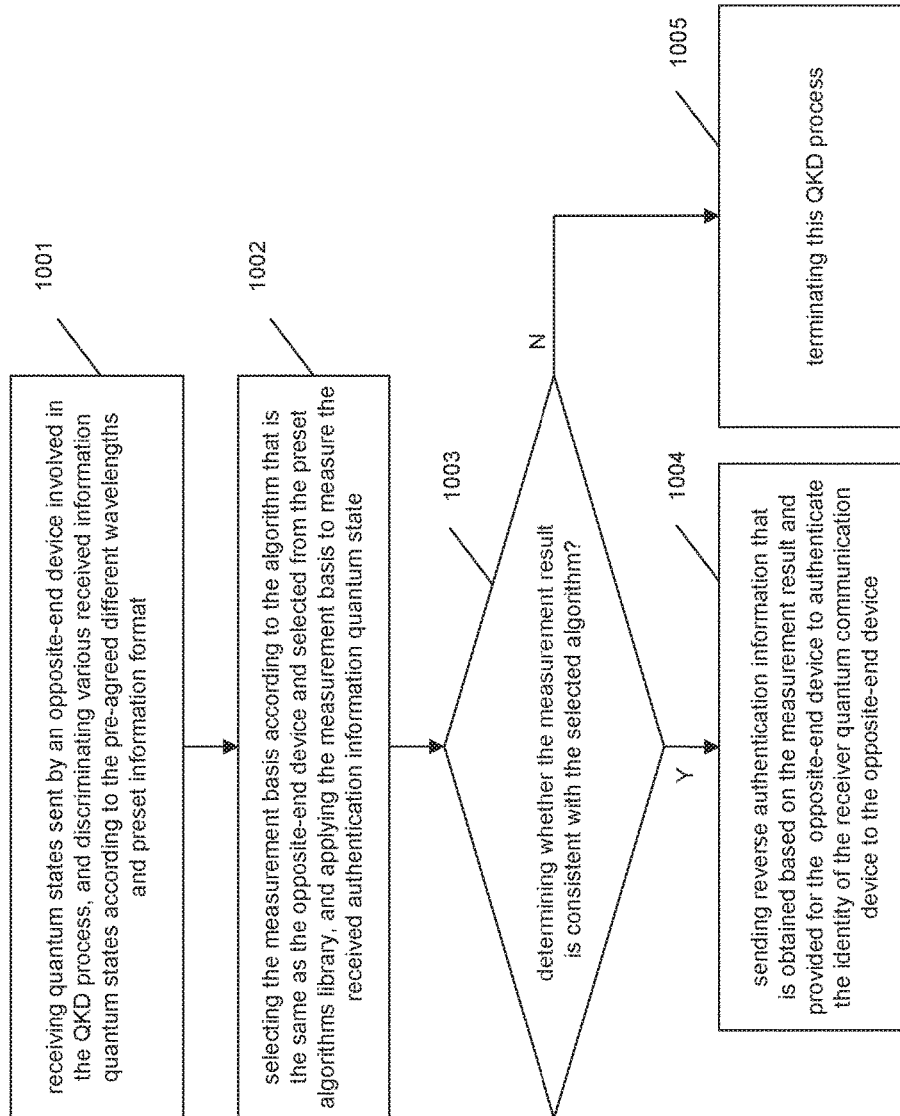 1001
receiving quantum states sent by an opposite-end device involved in
the QKD process, and discriminating various received information
quantum states according to the pre-agreed different wavelengths
and preset information format
1002
selecting the measurement basis according to the algorithm that is
the same as the opposite-end device and selected from the preset
algorithms library, and applying the measurement basis to measure the
received authentication information quantum state
1003
determining whether the measurement result
is consistent with the selected algorithm?
N
Y
1004
sending reverse authentication information that
is obtained based on the measurement result and
provided for the opposite-end device to authenticate
the identity of the receiver quantum communication
device to the opposite-end device
1005
terminating this QKD process